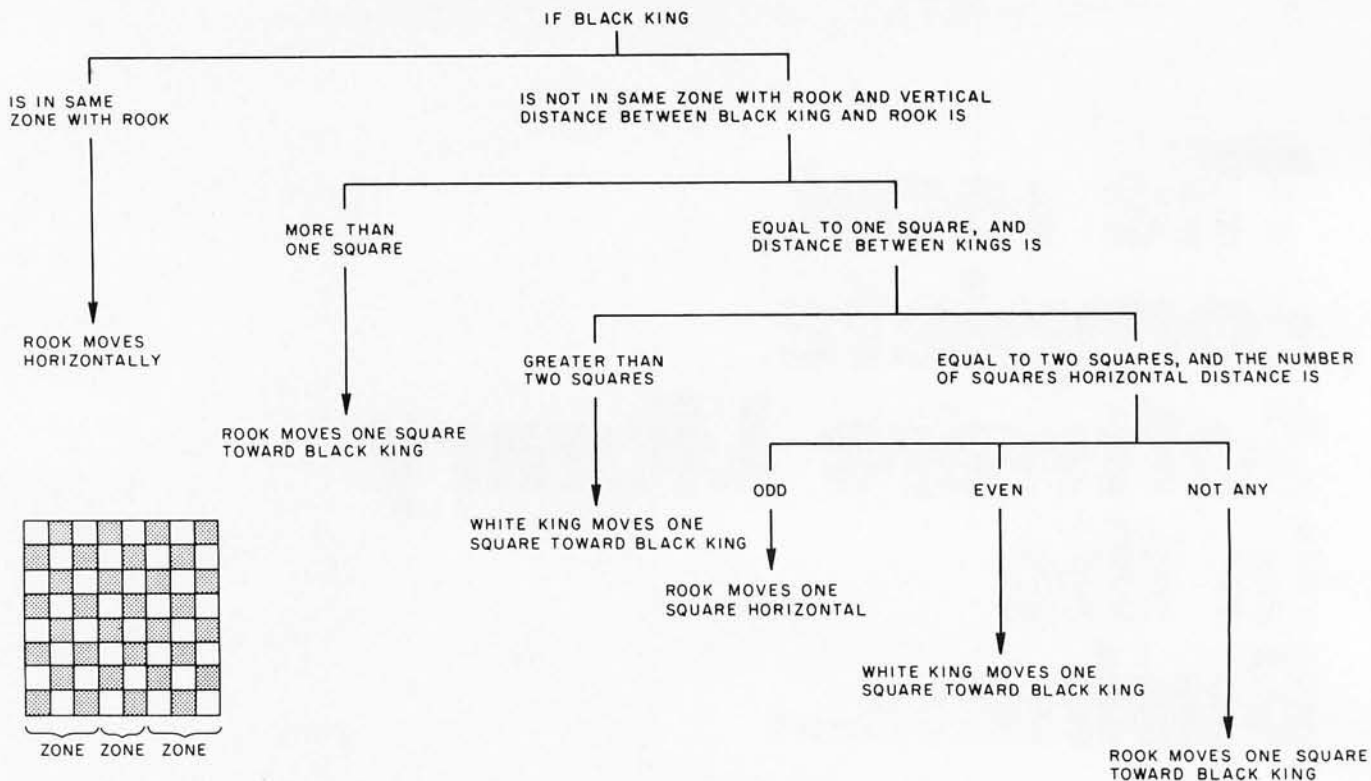 IF BLACK KING
IS IN SAME
ZONE WITH ROOK
IS NOT IN SAME ZONE WITH ROOK AND VERTICAL
DISTANCE BETWEEN BLACK KING AND ROOK IS
MORE THAN
ONE SQUARE
EQUAL TO ONE SQUARE, AND
DISTANCE BETWEEN KINGS IS
ROOK MOVES
HORIZONTALLY
GREATER THAN
TWO SQUARES
EQUAL TO TWO SQUARES, AND THE NUMBER
OF SQUARES HORIZONTAL DISTANCE IS
ROOK MOVES ONE SQUARE
TOWARD BLACK KING
ODD
EVEN
NOT ANY
WHITE KING MOVES ONE
SQUARE TOWARD BLACK KING
ROOK MOVES ONE
SQUARE HORIZONTAL
WHITE KING MOVES ONE
SQUARE TOWARD BLACK KING
ROOK MOVES ONE SQUARE
TOWARD BLACK KING
ZONE ZONE ZONE